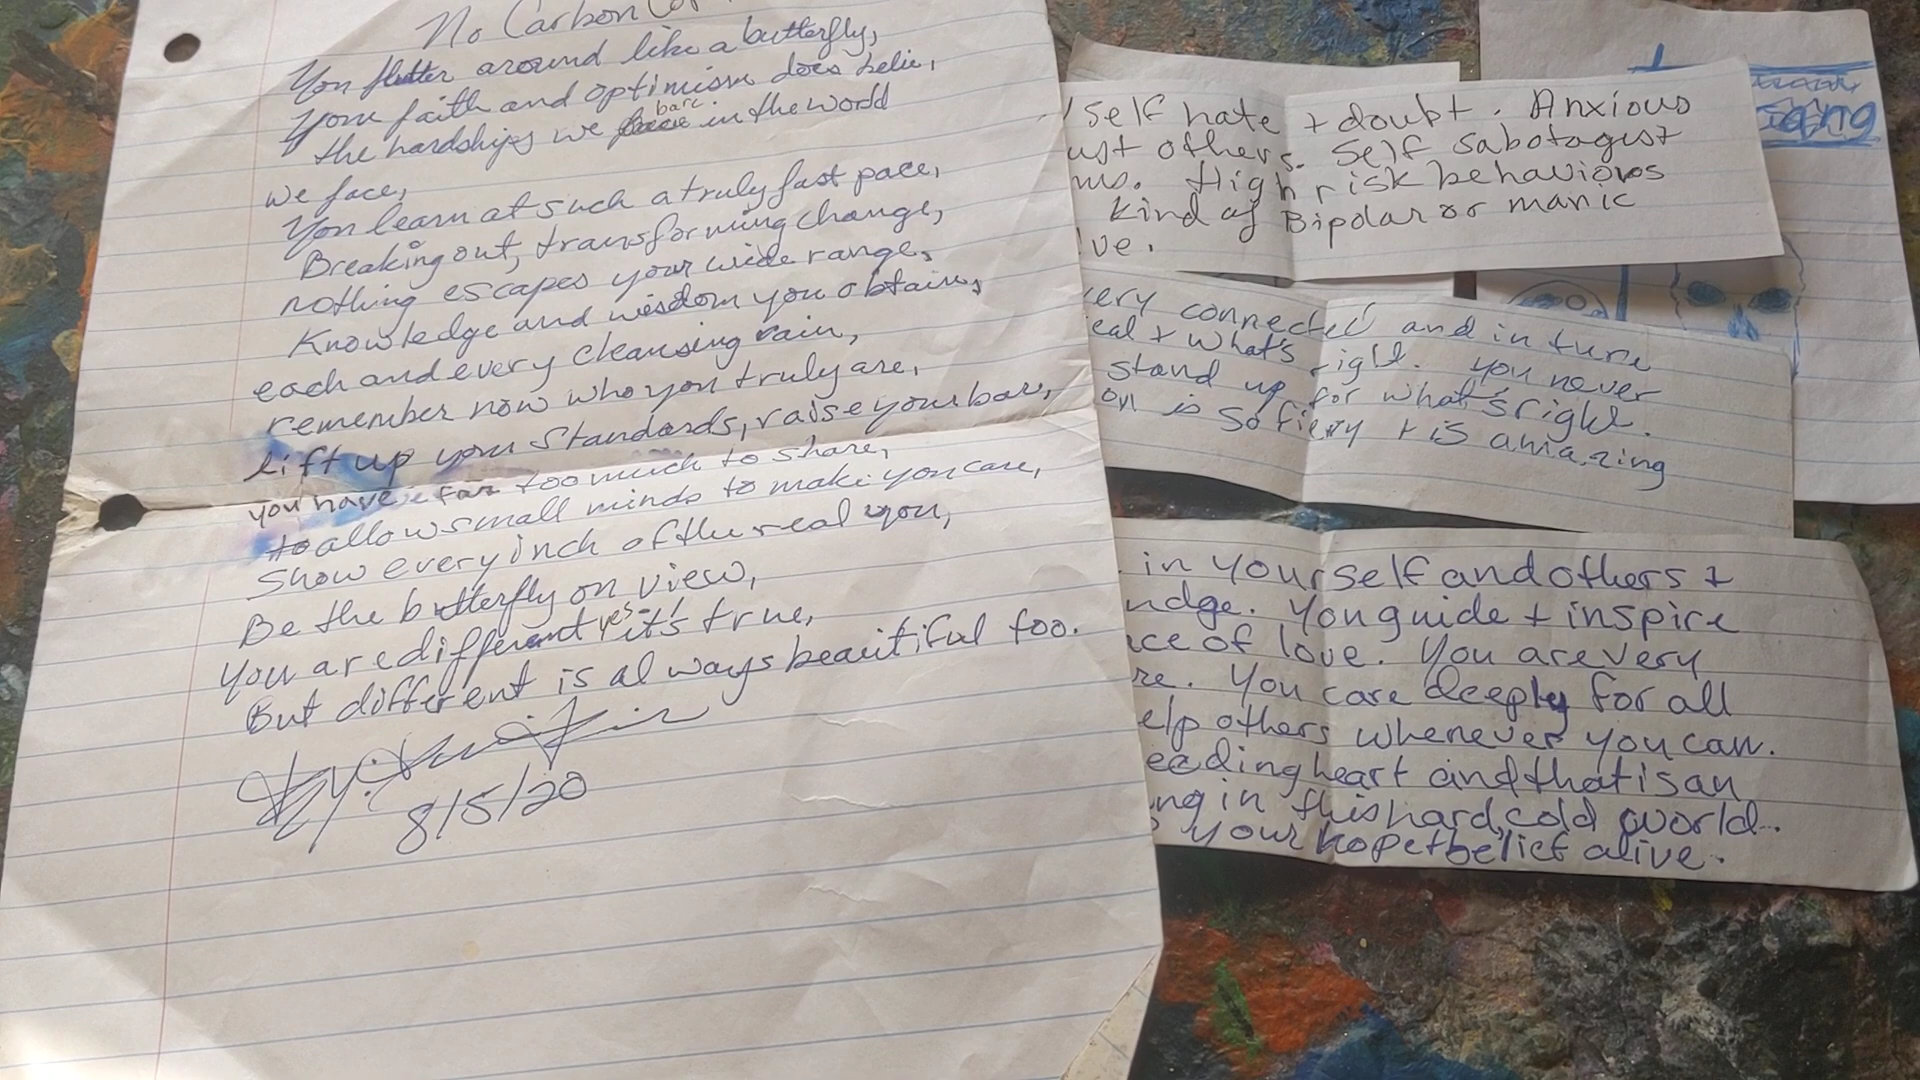 No Carbon
You flutter around like a butterfly,
Your faith and optimism does belie,
the hardships we bare in the world
we face,
You learn at such a truly fast pace,
Breaking out, transforming change,
nothing escapes your wide range,
Knowledge and wisdom you obtain,
each and every cleansing rain,
remember now who you truly are,
lift up your standards, raise your bar,
you have far too much to share,
to allow small minds to make you care,
Show every inch of the real you,
Be the butterfly on view,
You are different yes it's true,
But different is always beautiful too.
8/5/20
self hate + doubt. Anxious
ust others. Self sabotagist
ms. High risk behaviors
Kind of Bipolar or manic
ve.
ery connected and in tune
eal + what's right. You never
stand up for what's right.
on is so fiery + is amazing
in yourself and others +
udge. You guide + inspire
ce of love. You are very
re. You care deeply for all
elp others whenever you can.
eeding heart and that is an
ing in this hard, cold world.
your hope + belief alive.